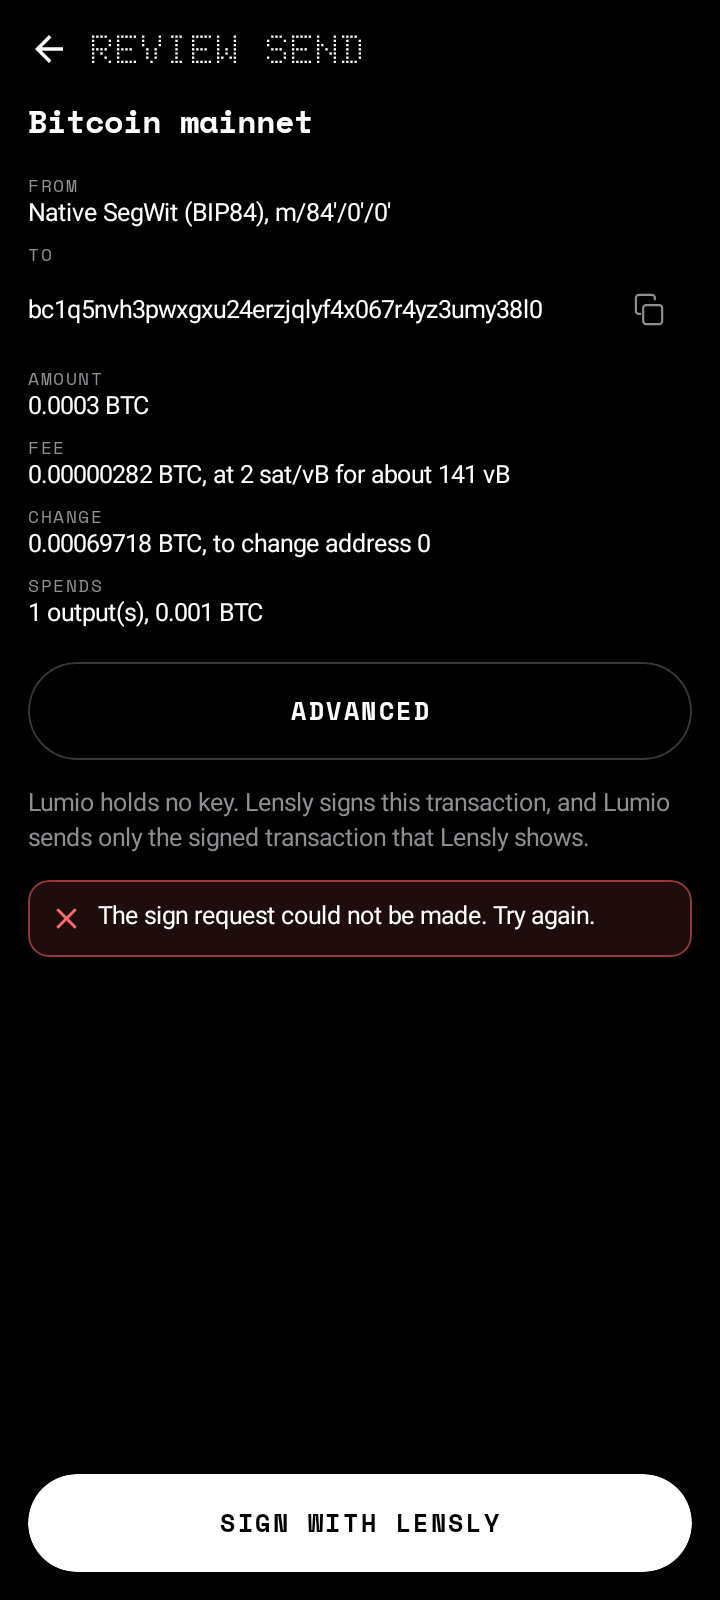 REVIEW SEND
Bitcoin mainnet
FROM
Native SegWit (BIP84), m/84'/0'/0'
TO
bc1q5nvh3pwxgxu24erzjqlyf4x067r4yz3umy38l0
AMOUNT
0.0003 BTC
FEE
0.00000282 BTC, at 2 sat/vB for about 141 vB
CHANGE
0.00069718 BTC, to change address 0
SPENDS
1 output(s), 0.001 BTC
ADVANCED
Lumio holds no key. Lensly signs this transaction, and Lumio
sends only the signed transaction that Lensly shows.
The sign request could not be made. Try again.
SIGN WITH LENSLY